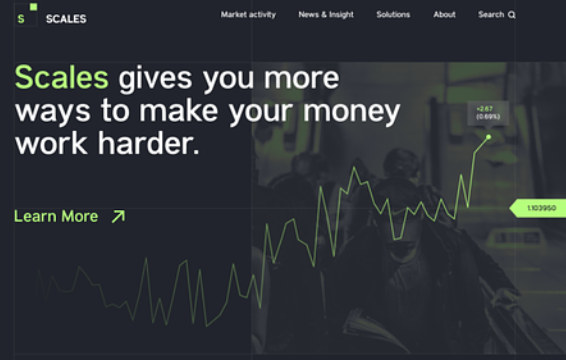 S SCALES
Market activity News & Insight Solutions About Search
Scales gives you more
ways to make your money
work harder.
+2.67
(0.69%)
1.103950
Learn More